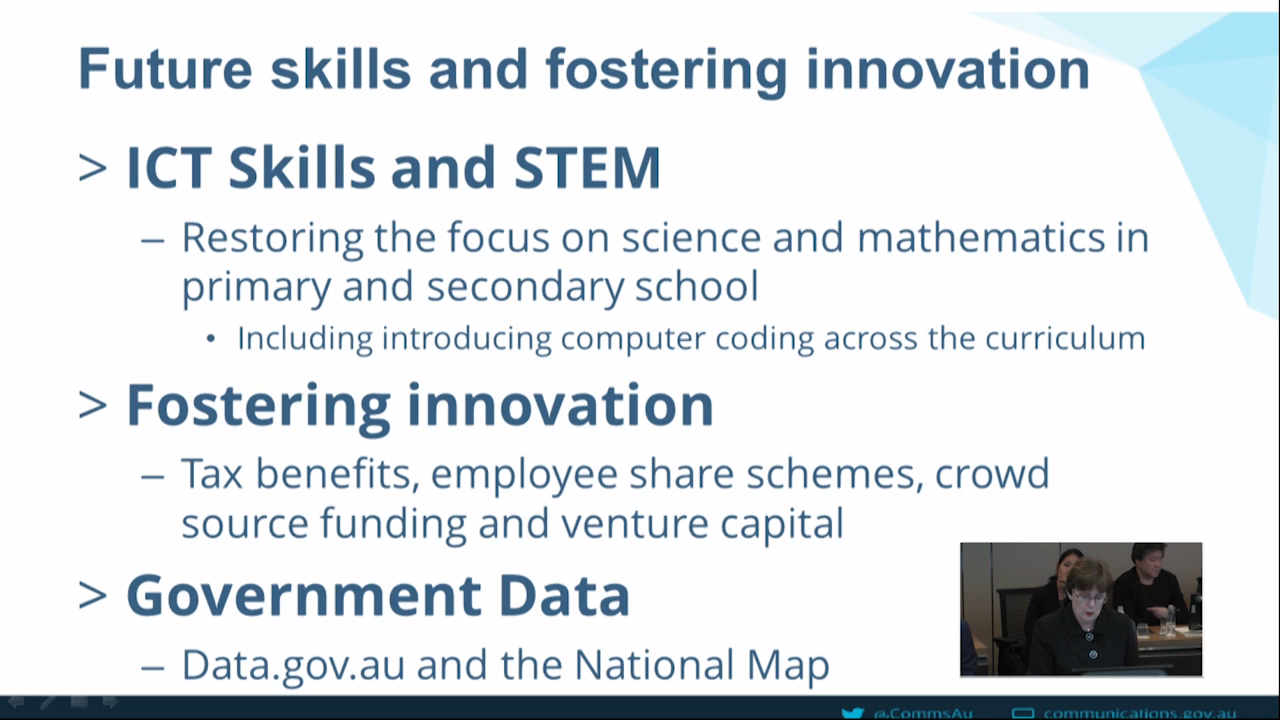 Future skills and fostering innovation
> ICT Skills and STEM
– Restoring the focus on science and mathematics in
primary and secondary school
• Including introducing computer coding across the curriculum
> Fostering innovation
– Tax benefits, employee share schemes, crowd
source funding and venture capital
> Government Data
– Data.gov.au and the National Map
@CommsAu communications.gov.au